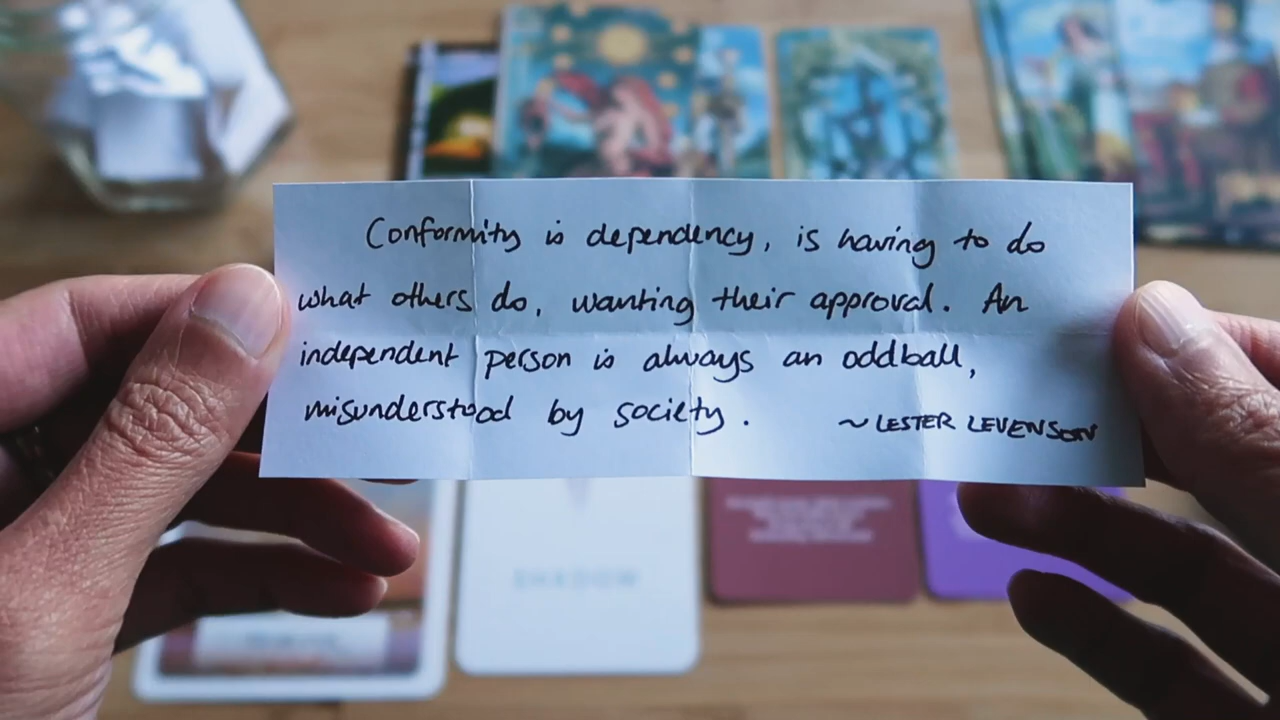 Conformity is dependency, is having to do
what others do, wanting their approval. An
independent person is always an oddball,
misunderstood by society.
~ LESTER LEVENSON
SHADOW